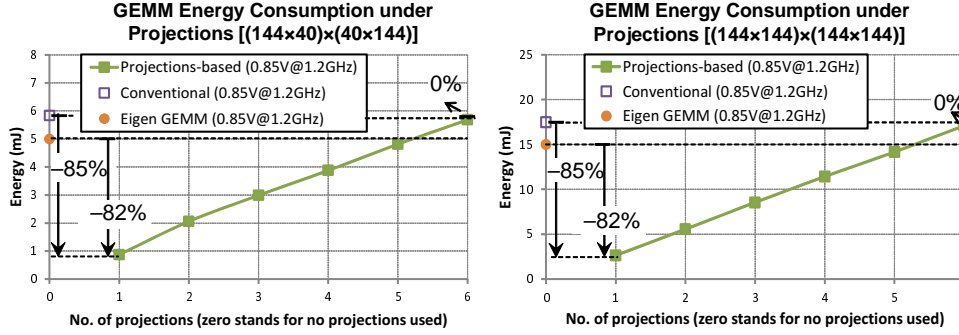 GEMM Energy Consumption under
Projections [(144×40)×(40×144)]
8
7
6
5
4
3
2
1
0
Energy (mJ)
Projections-based (0.85V@1.2GHz)
Conventional (0.85V@1.2GHz)
Eigen GEMM (0.85V@1.2GHz)
0%
−85%
−82%
0 1 2 3 4 5 6
No. of projections (zero stands for no projections used)
GEMM Energy Consumption under
Projections [(144×144)×(144×144)]
25
20
15
10
5
0
Energy (mJ)
Projections-based (0.85V@1.2GHz)
Conventional (0.85V@1.2GHz)
Eigen GEMM (0.85V@1.2GHz)
0%
−85%
−82%
0 1 2 3 4 5
No. of projections (zero stands for no projections used)